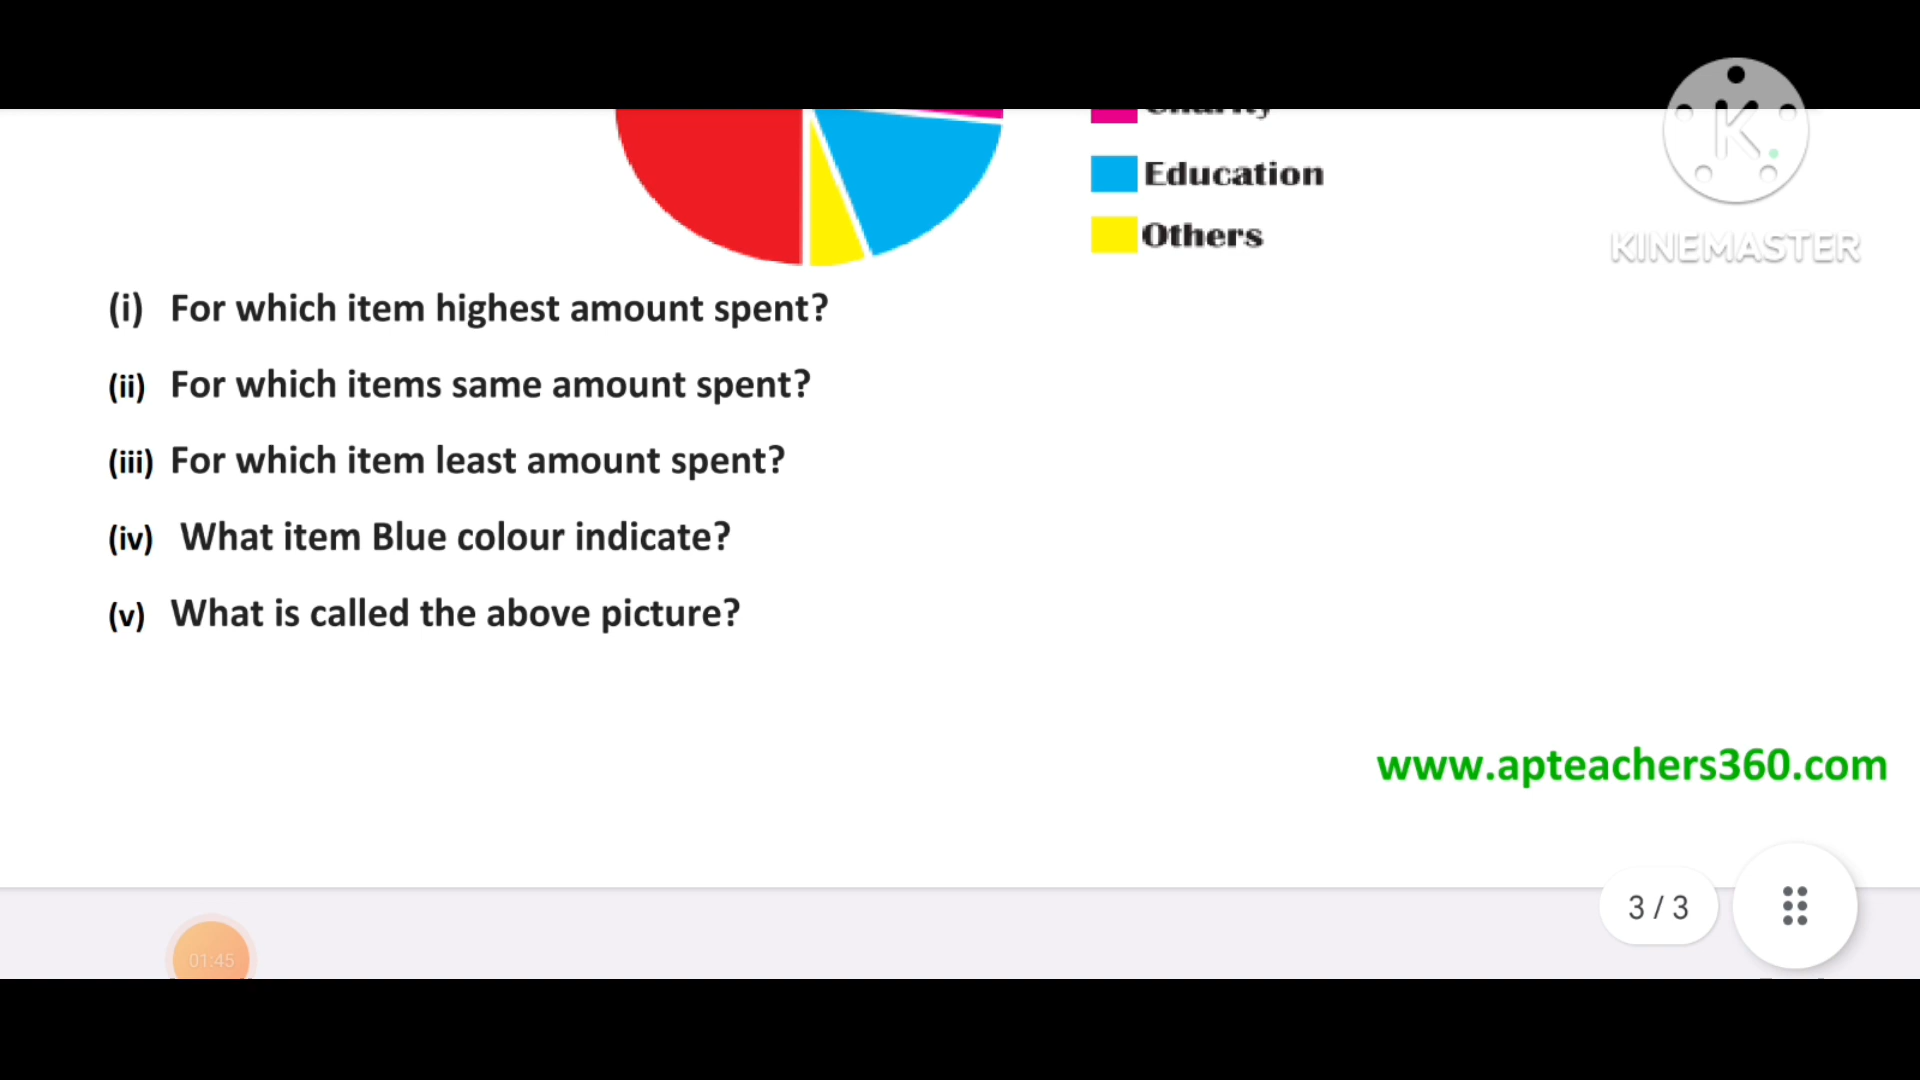 Charity
Education
Others
K
KINEMASTER
(i) For which item highest amount spent?
(ii) For which items same amount spent?
(iii) For which item least amount spent?
(iv) What item Blue colour indicate?
(v) What is called the above picture?
www.apteachers360.com
3 / 3
01:45